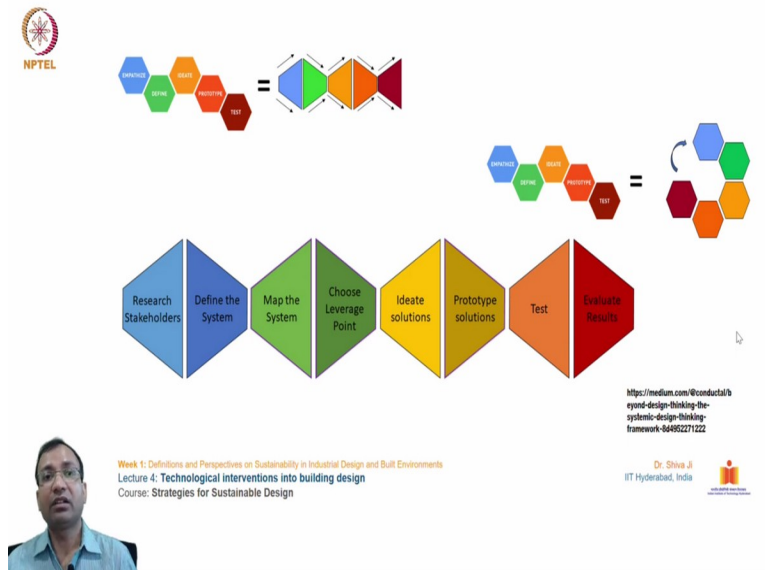 NPTEL
EMPATHIZE
DEFINE
IDEATE
PROTOTYPE
TEST
=
EMPATHIZE
DEFINE
IDEATE
PROTOTYPE
TEST
=
Research
Stakeholders
Define the
System
Map the
System
Choose
Leverage
Point
Ideate
solutions
Prototype
solutions
Test
Evaluate
Results
https://medium.com/@conductal/b
eyond-design-thinking-the-
systemic-design-thinking-
framework-8d4952271222
Week 1: Definitions and Perspectives on Sustainability in Industrial Design and Built Environments
Lecture 4: Technological interventions into building design
Course: Strategies for Sustainable Design
Dr. Shiva Ji
IIT Hyderabad, India